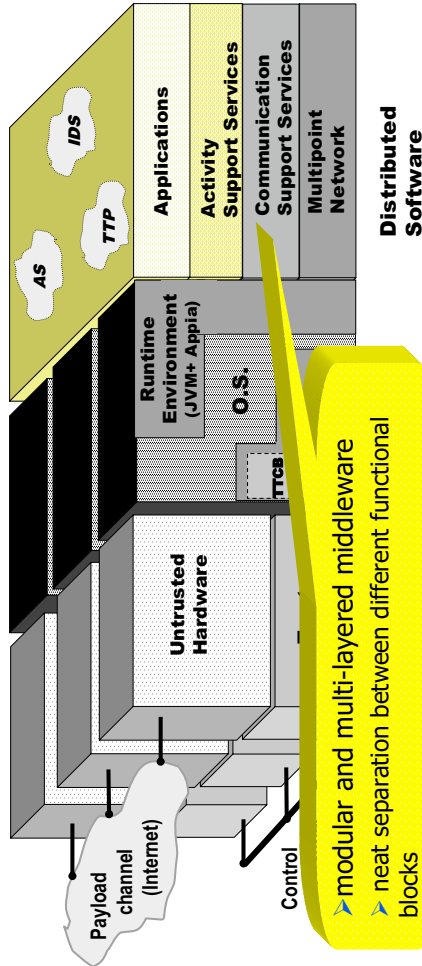 AS
TTP
IDS
Applications
Activity
Support Services
Communication
Support Services
Multipoint
Network
Distributed
Software
Runtime
Environment
(JVM+ Appia)
O.S.
TTCB
Untrusted
Hardware
Payload
channel
(Internet)
Control
➢ modular and multi-layered middleware
➢ neat separation between different functional
blocks